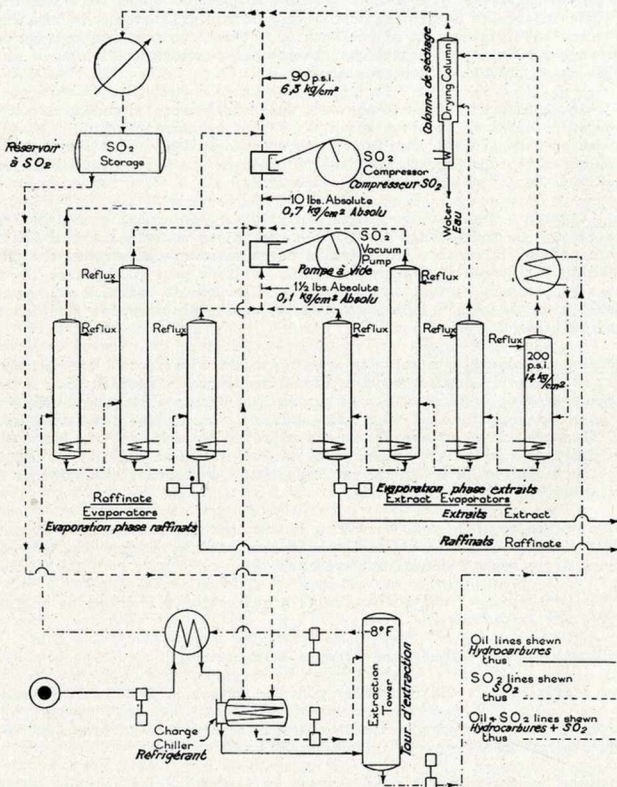 90 p.s.i.
6,3 kg/cm²
Colonne de séchage
Drying Column
Réservoir
à SO₂
SO₂
Storage
SO₂
Compressor
Compresseur SO₂
10 lbs. Absolute
0,7 kg/cm² Absolu
Water
Eau
SO₂
Vacuum
Pump
Pompe à vide
1½ lbs. Absolute
0,1 kg/cm² Absolu
Reflux
Reflux
Reflux
Reflux
Reflux
Reflux
Reflux
200
p.s.i.
14 kg/cm²
Raffinate
Evaporators
Evaporation phase raffinats
Evaporation phase extraits
Extract Evaporators
Extraits Extract
Raffinats Raffinate
-8°F
Extraction
Tower
Tour d'extraction
Charge
Chiller
Réfrigérant
Oil lines shewn
Hydrocarbures
thus
SO₂ lines shewn
SO₂
thus
Oil + SO₂ lines shewn
Hydrocarbures + SO₂
thus